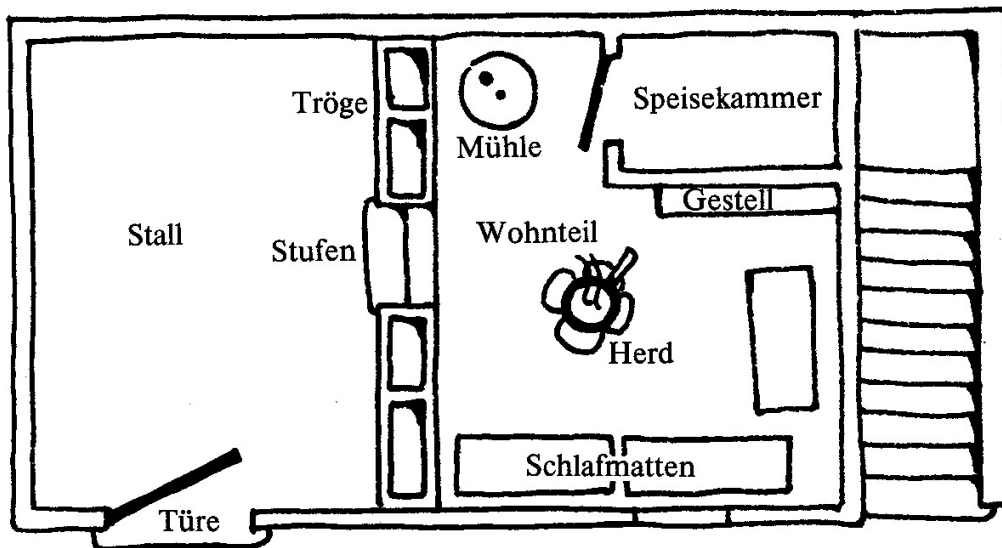 Tröge
Speisekammer
Mühle
Gestell
Stall
Stufen
Wohnteil
Herd
Schlafmatten
Türe